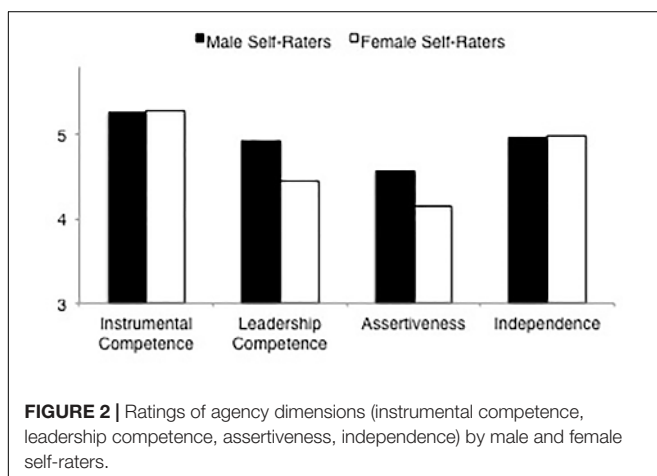 ■Male Self-Raters □Female Self-Raters
5
4
3
Instrumental Competence
Leadership Competence
Assertiveness
Independence
FIGURE 2 | Ratings of agency dimensions (instrumental competence,
leadership competence, assertiveness, independence) by male and female
self-raters.